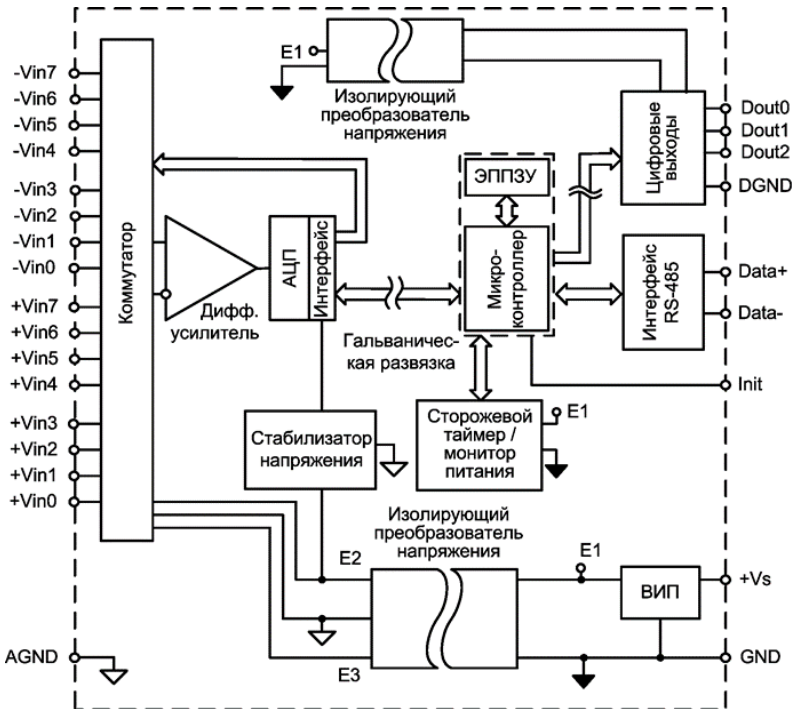 E1
Изолирующий
преобразователь
напряжения
-Vin7
-Vin6
-Vin5
-Vin4
-Vin3
-Vin2
-Vin1
-Vin0
+Vin7
+Vin6
+Vin5
+Vin4
+Vin3
+Vin2
+Vin1
+Vin0
AGND
Коммутатор
Дифф.
усилитель
АЦП
Интерфейс
Гальваничес-
кая развязка
ЭППЗУ
Микро-
контроллер
Цифровые
выходы
Dout0
Dout1
Dout2
DGND
Интерфейс
RS-485
Data+
Data-
Init
Стабилизатор
напряжения
Сторожевой
таймер /
монитор
питания
E1
Изолирующий
преобразователь
напряжения
E2
E3
E1
ВИП
+Vs
GND